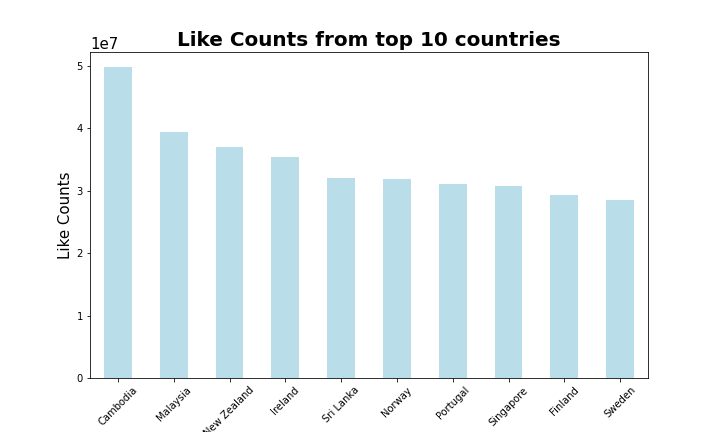 Like Counts from top 10 countries
1e7
Like Counts
5
4
3
2
1
0
Cambodia
Malaysia
New Zealand
Ireland
Sri Lanka
Norway
Portugal
Singapore
Finland
Sweden